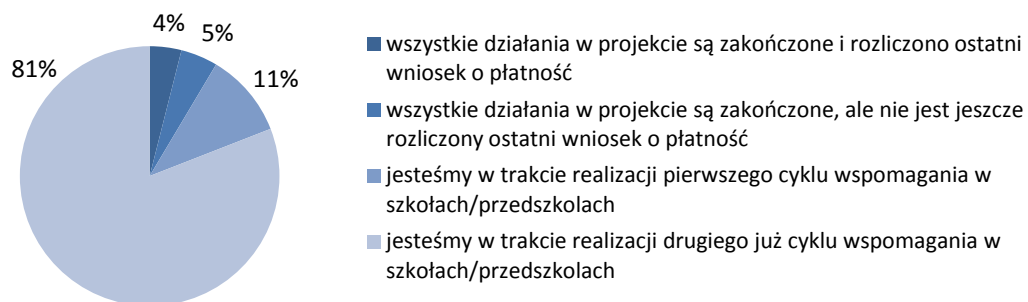 4%
5%
11%
81%
wszystkie działania w projekcie są zakończone i rozliczono ostatni
wniosek o płatność
wszystkie działania w projekcie są zakończone, ale nie jest jeszcze
rozliczony ostatni wniosek o płatność
jesteśmy w trakcie realizacji pierwszego cyklu wspomagania w
szkołach/przedszkolach
jesteśmy w trakcie realizacji drugiego już cyklu wspomagania w
szkołach/przedszkolach